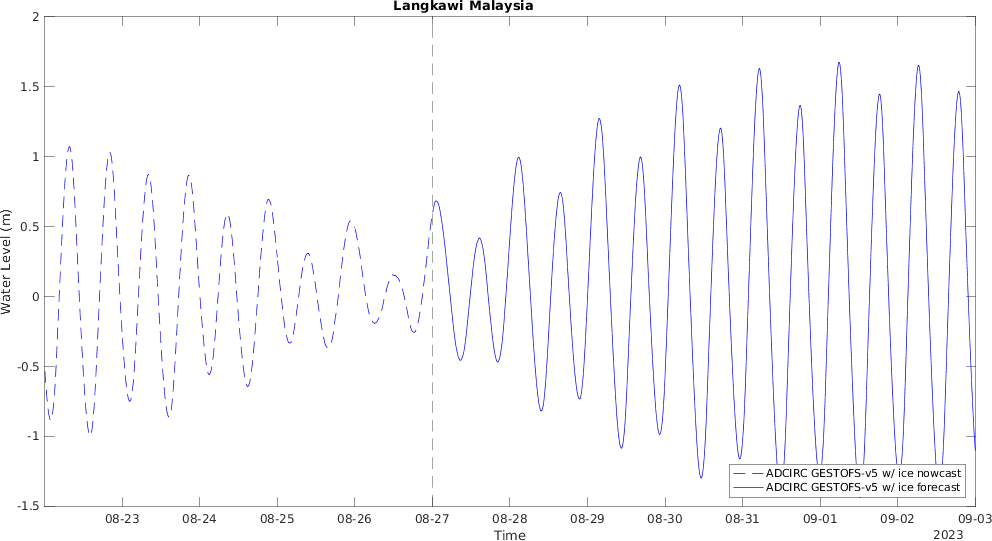 Langkawi Malaysia
2
1.5
1
0.5
0
-0.5
-1
-1.5
Water Level (m)
ADCIRC GESTOFS-v5 w/ ice nowcast
ADCIRC GESTOFS-v5 w/ ice forecast
08-23 08-24 08-25 08-26 08-27 08-28 08-29 08-30 08-31 09-01 09-02 09-03
Time
2023